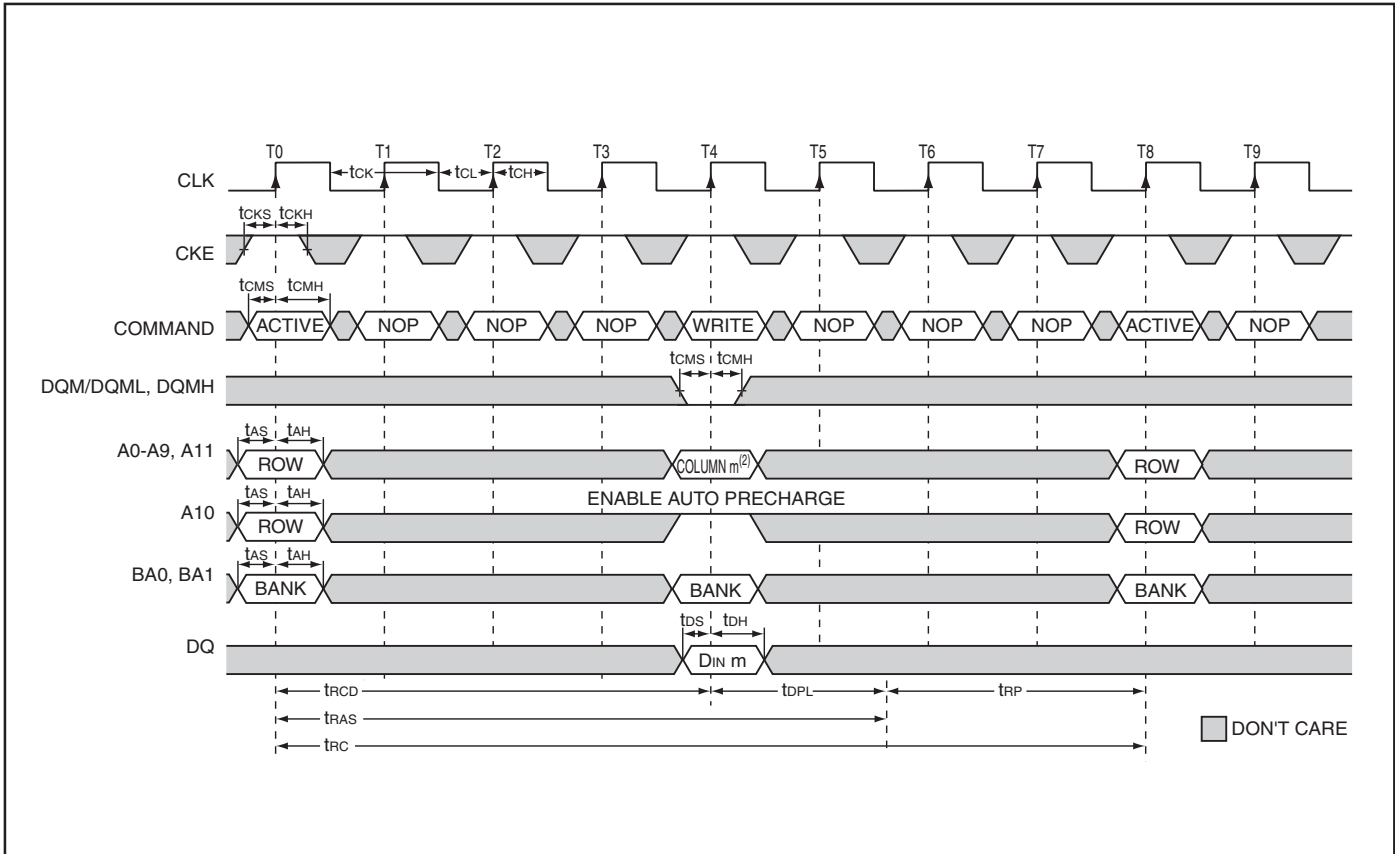 T0 T1 T2 T3 T4 T5 T6 T7 T8 T9
CLK
tCK tCL tCH
tCKS tCKH
CKE
tCMS tCMH
COMMAND ACTIVE NOP NOP NOP WRITE NOP NOP NOP ACTIVE NOP
tCMS tCMH
DQM/DQML, DQMH
tAS tAH
A0-A9, A11 ROW COLUMN m(2) ROW
tAS tAH ENABLE AUTO PRECHARGE
A10 ROW ROW
tAS tAH
BA0, BA1 BANK BANK BANK
tDS tDH
DQ DIN m
tRCD tDPL tRP
tRAS
tRC
DON'T CARE